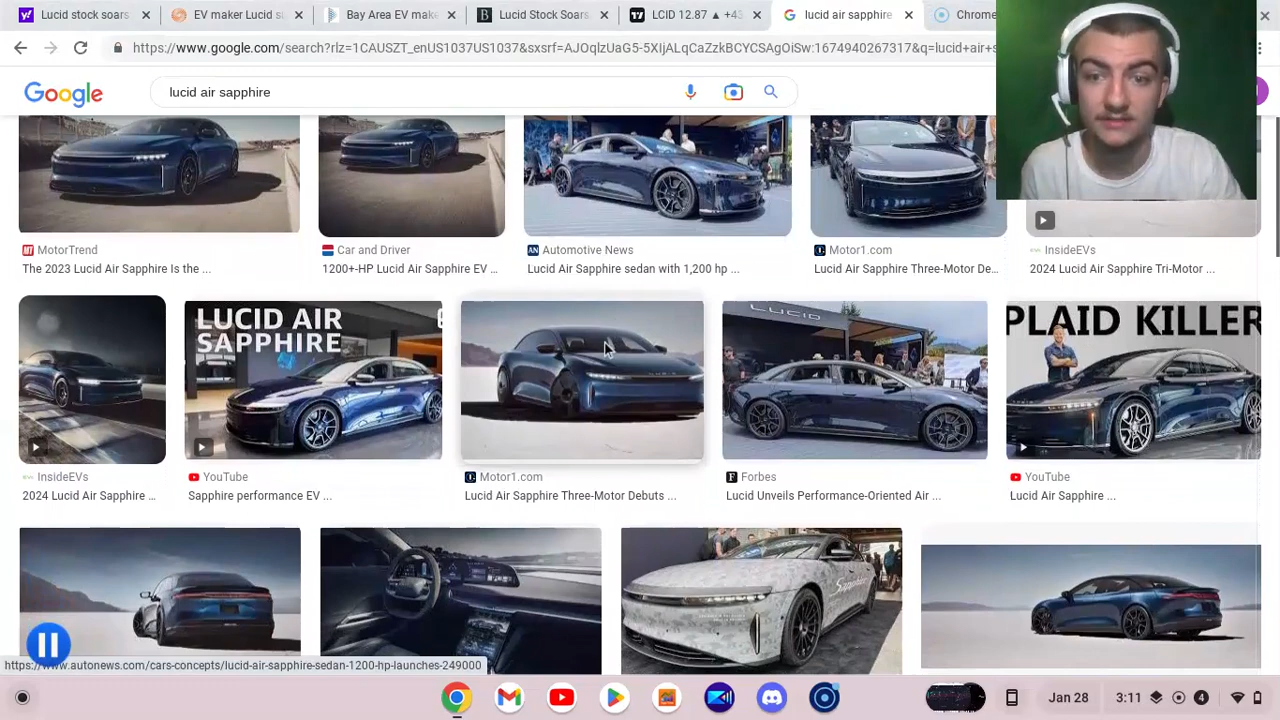 Lucid stock soars
EV maker Lucid su
Bay Area EV make
Lucid Stock Soars
LCID 12.87 ▲ +43
lucid air sapphire
Chrome
https://www.google.com/search?rlz=1CAUSZT_enUS1037US1037&sxsrf=AJOqlzUaG5-5XIjALqCaZzkBCYCSAgOiSw:1674940267317&q=lucid+air+s
Google
lucid air sapphire
MotorTrend
The 2023 Lucid Air Sapphire Is the ...
Car and Driver
1200+-HP Lucid Air Sapphire EV ...
Automotive News
Lucid Air Sapphire sedan with 1,200 hp ...
Motor1.com
Lucid Air Sapphire Three-Motor De...
InsideEVs
2024 Lucid Air Sapphire Tri-Motor ...
LUCID AIR
SAPPHIRE
LUCID
PLAID KILLER
InsideEVs
2024 Lucid Air Sapphire ...
YouTube
Sapphire performance EV ...
Motor1.com
Lucid Air Sapphire Three-Motor Debuts ...
Forbes
Lucid Unveils Performance-Oriented Air ...
YouTube
Lucid Air Sapphire ...
Sapphire
https://www.autonews.com/cars-concepts/lucid-air-sapphire-sedan-1200-hp-launches-249000
Jan 28
3:11
4